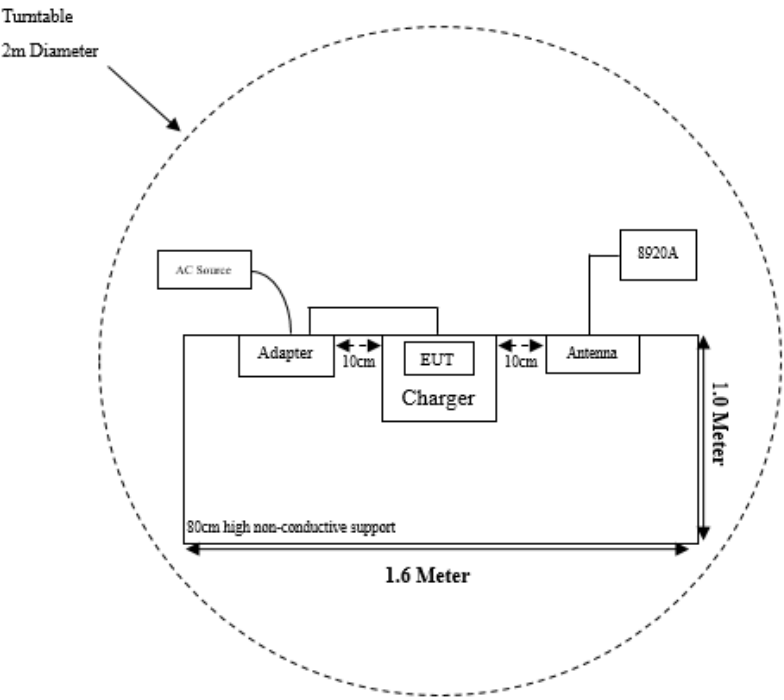 Turntable
2m Diameter
8920A
AC Source
Adapter
10cm
EUT
10cm
Antenna
Charger
1.0 Meter
80cm high non-conductive support
1.6 Meter